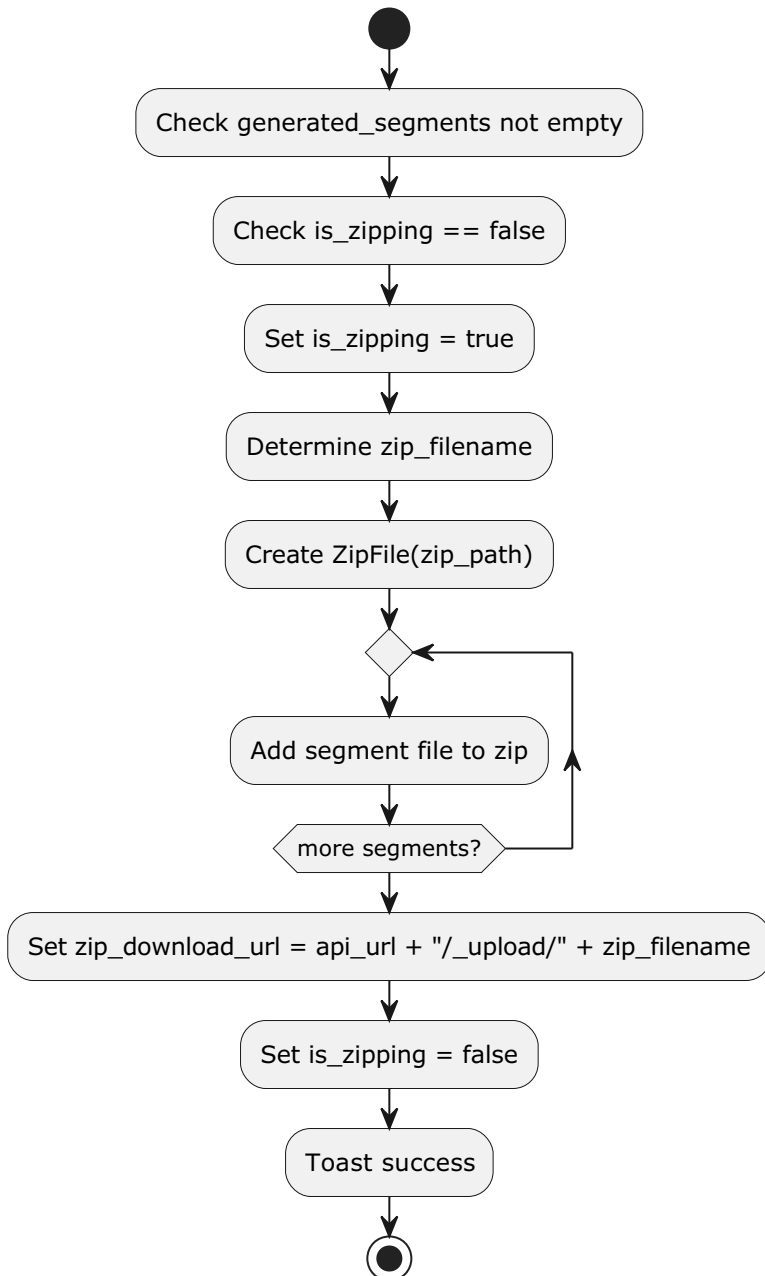 Check generated_segments not empty
Check is_zipping == false
Set is_zipping = true
Determine zip_filename
Create ZipFile(zip_path)
Add segment file to zip
more segments?
Set zip_download_url = api_url + "/_upload/" + zip_filename
Set is_zipping = false
Toast success